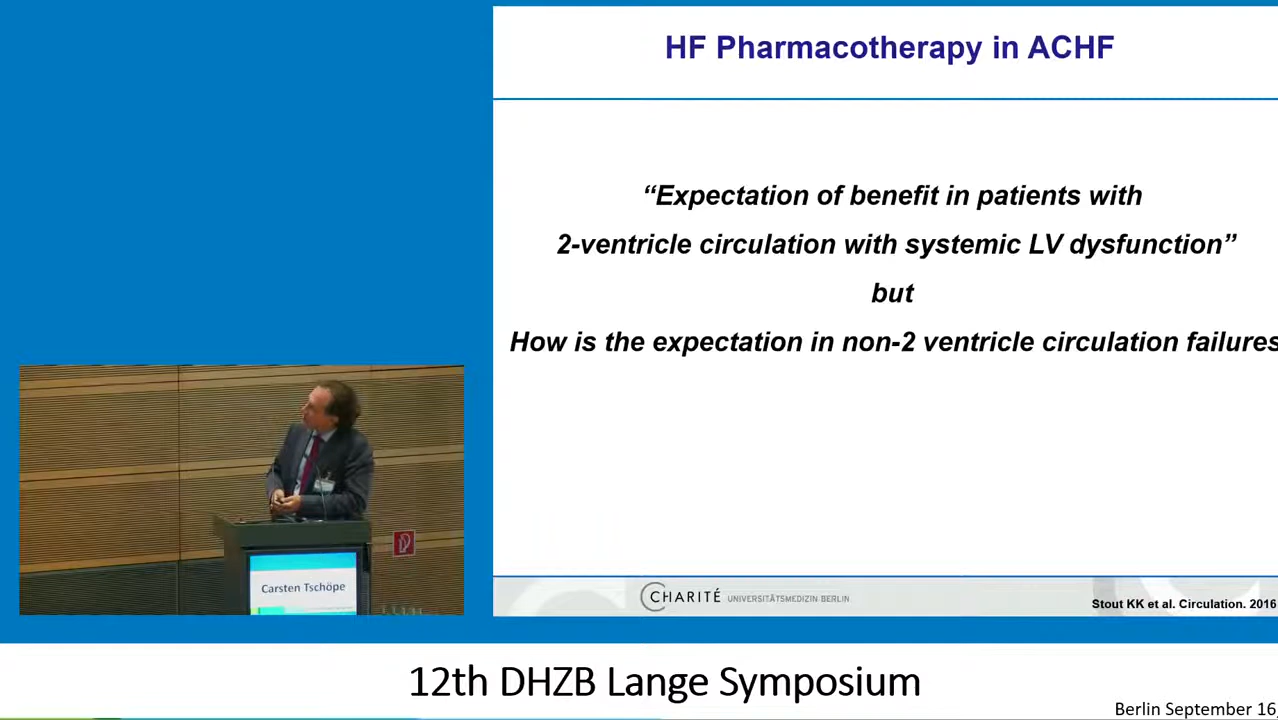 HF Pharmacotherapy in ACHF
“Expectation of benefit in patients with
2-ventricle circulation with systemic LV dysfunction”
but
How is the expectation in non-2 ventricle circulation failures
Carsten Tschöpe
CHARITÉ UNIVERSITÄTSMEDIZIN BERLIN
Stout KK et al. Circulation. 2016
12th DHZB Lange Symposium
Berlin September 16,